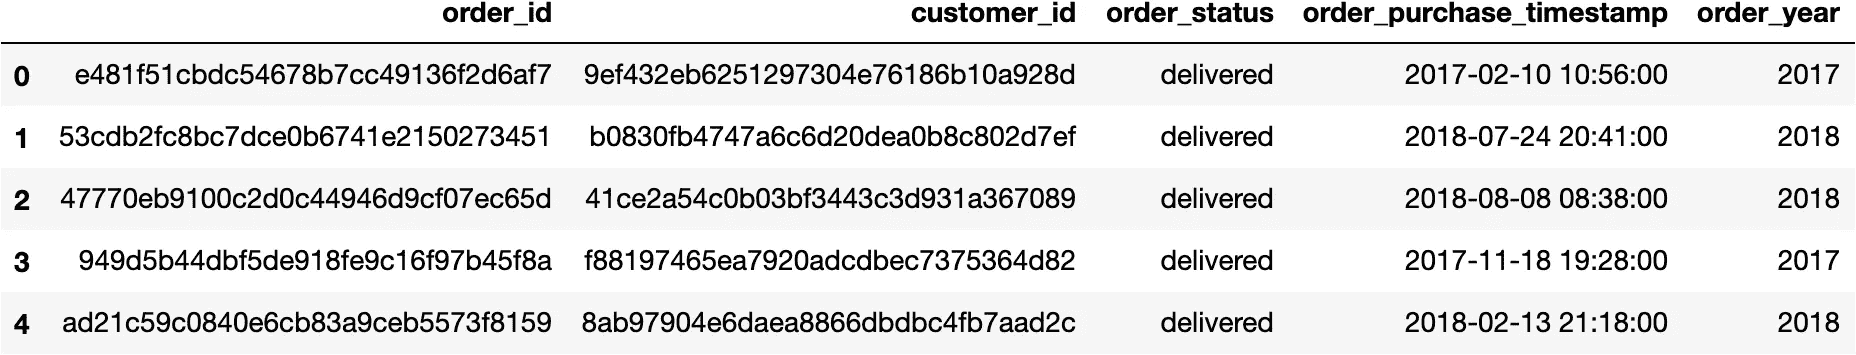 order_id customer_id order_status order_purchase_timestamp order_year
0 e481f51cbdc54678b7cc49136f2d6af7 9ef432eb6251297304e76186b10a928d delivered 2017-02-10 10:56:00 2017
1 53cdb2fc8bc7dce0b6741e2150273451 b0830fb4747a6c6d20dea0b8c802d7ef delivered 2018-07-24 20:41:00 2018
2 47770eb9100c2d0c44946d9cf07ec65d 41ce2a54c0b03bf3443c3d931a367089 delivered 2018-08-08 08:38:00 2018
3 949d5b44dbf5de918fe9c16f97b45f8a f88197465ea7920adcdbec7375364d82 delivered 2017-11-18 19:28:00 2017
4 ad21c59c0840e6cb83a9ceb5573f8159 8ab97904e6daea8866dbdbc4fb7aad2c delivered 2018-02-13 21:18:00 2018